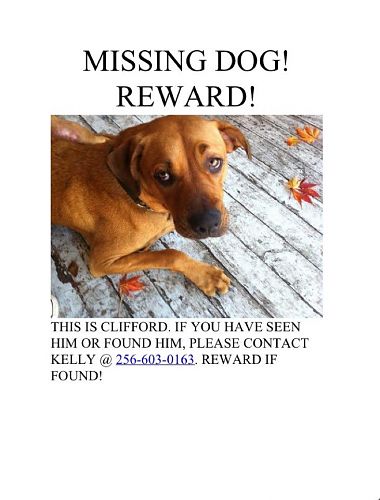 MISSING DOG!
REWARD!
THIS IS CLIFFORD. IF YOU HAVE SEEN
HIM OR FOUND HIM, PLEASE CONTACT
KELLY @ 256-603-0163. REWARD IF
FOUND!